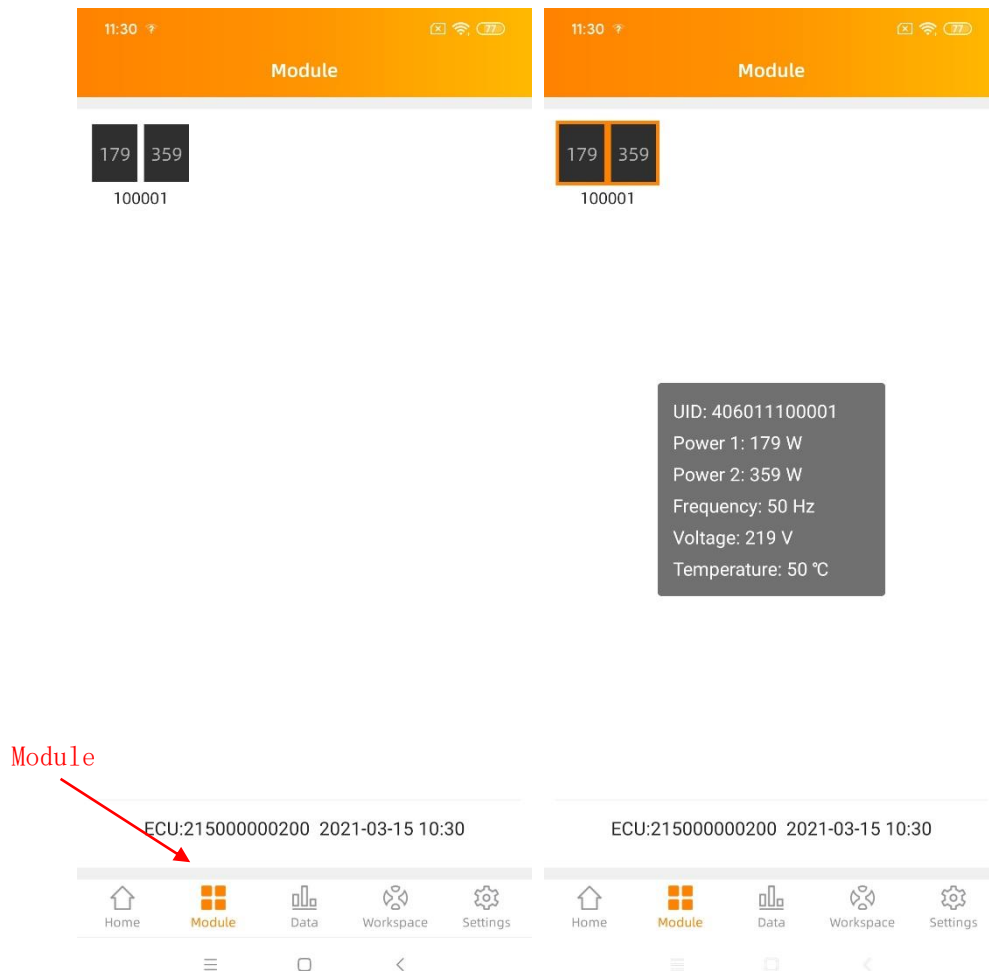 11:30
77
Module
179 359
100001
Module
ECU:215000000200 2021-03-15 10:30
Home Module Data Workspace Settings
11:30
77
Module
179 359
100001
UID: 406011100001
Power 1: 179 W
Power 2: 359 W
Frequency: 50 Hz
Voltage: 219 V
Temperature: 50 ℃
ECU:215000000200 2021-03-15 10:30
Home Module Data Workspace Settings